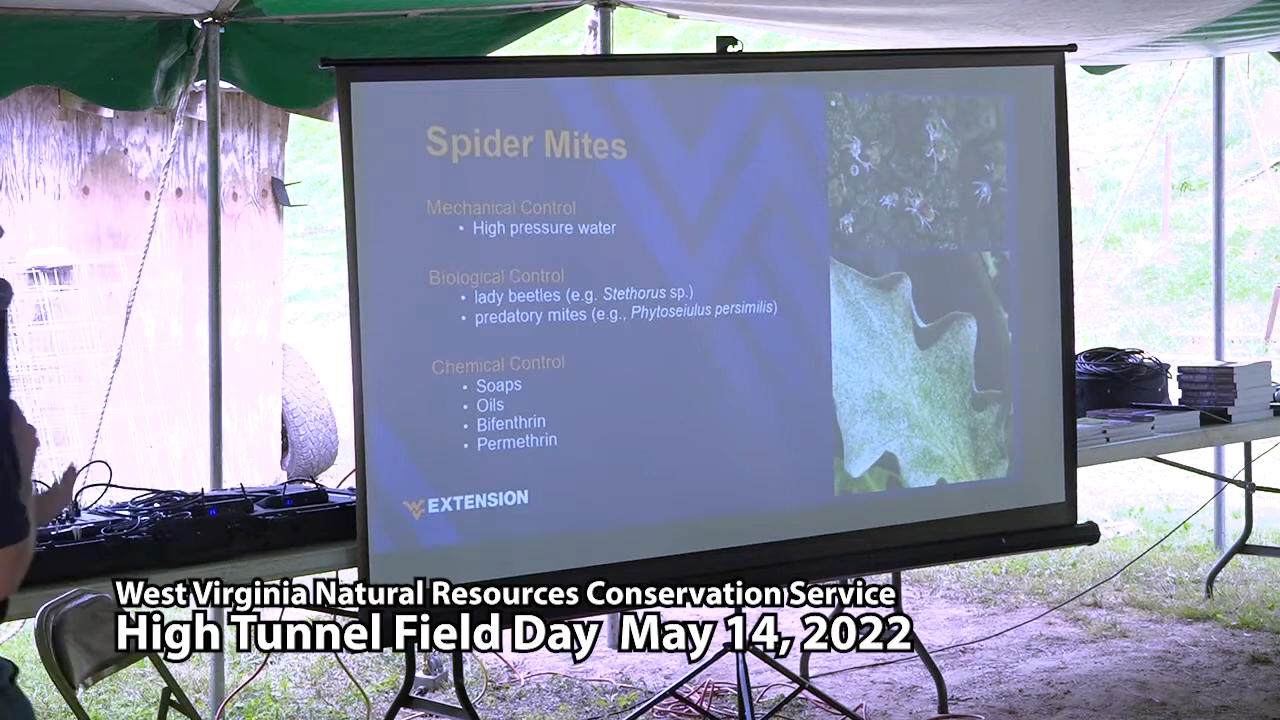 Spider Mites
Mechanical Control
• High pressure water
Biological Control
• lady beetles (e.g. Stethorus sp.)
• predatory mites (e.g., Phytoseiulus persimilis)
Chemical Control
• Soaps
• Oils
• Bifenthrin
• Permethrin
EXTENSION
West Virginia Natural Resources Conservation Service
High Tunnel Field Day May 14, 2022